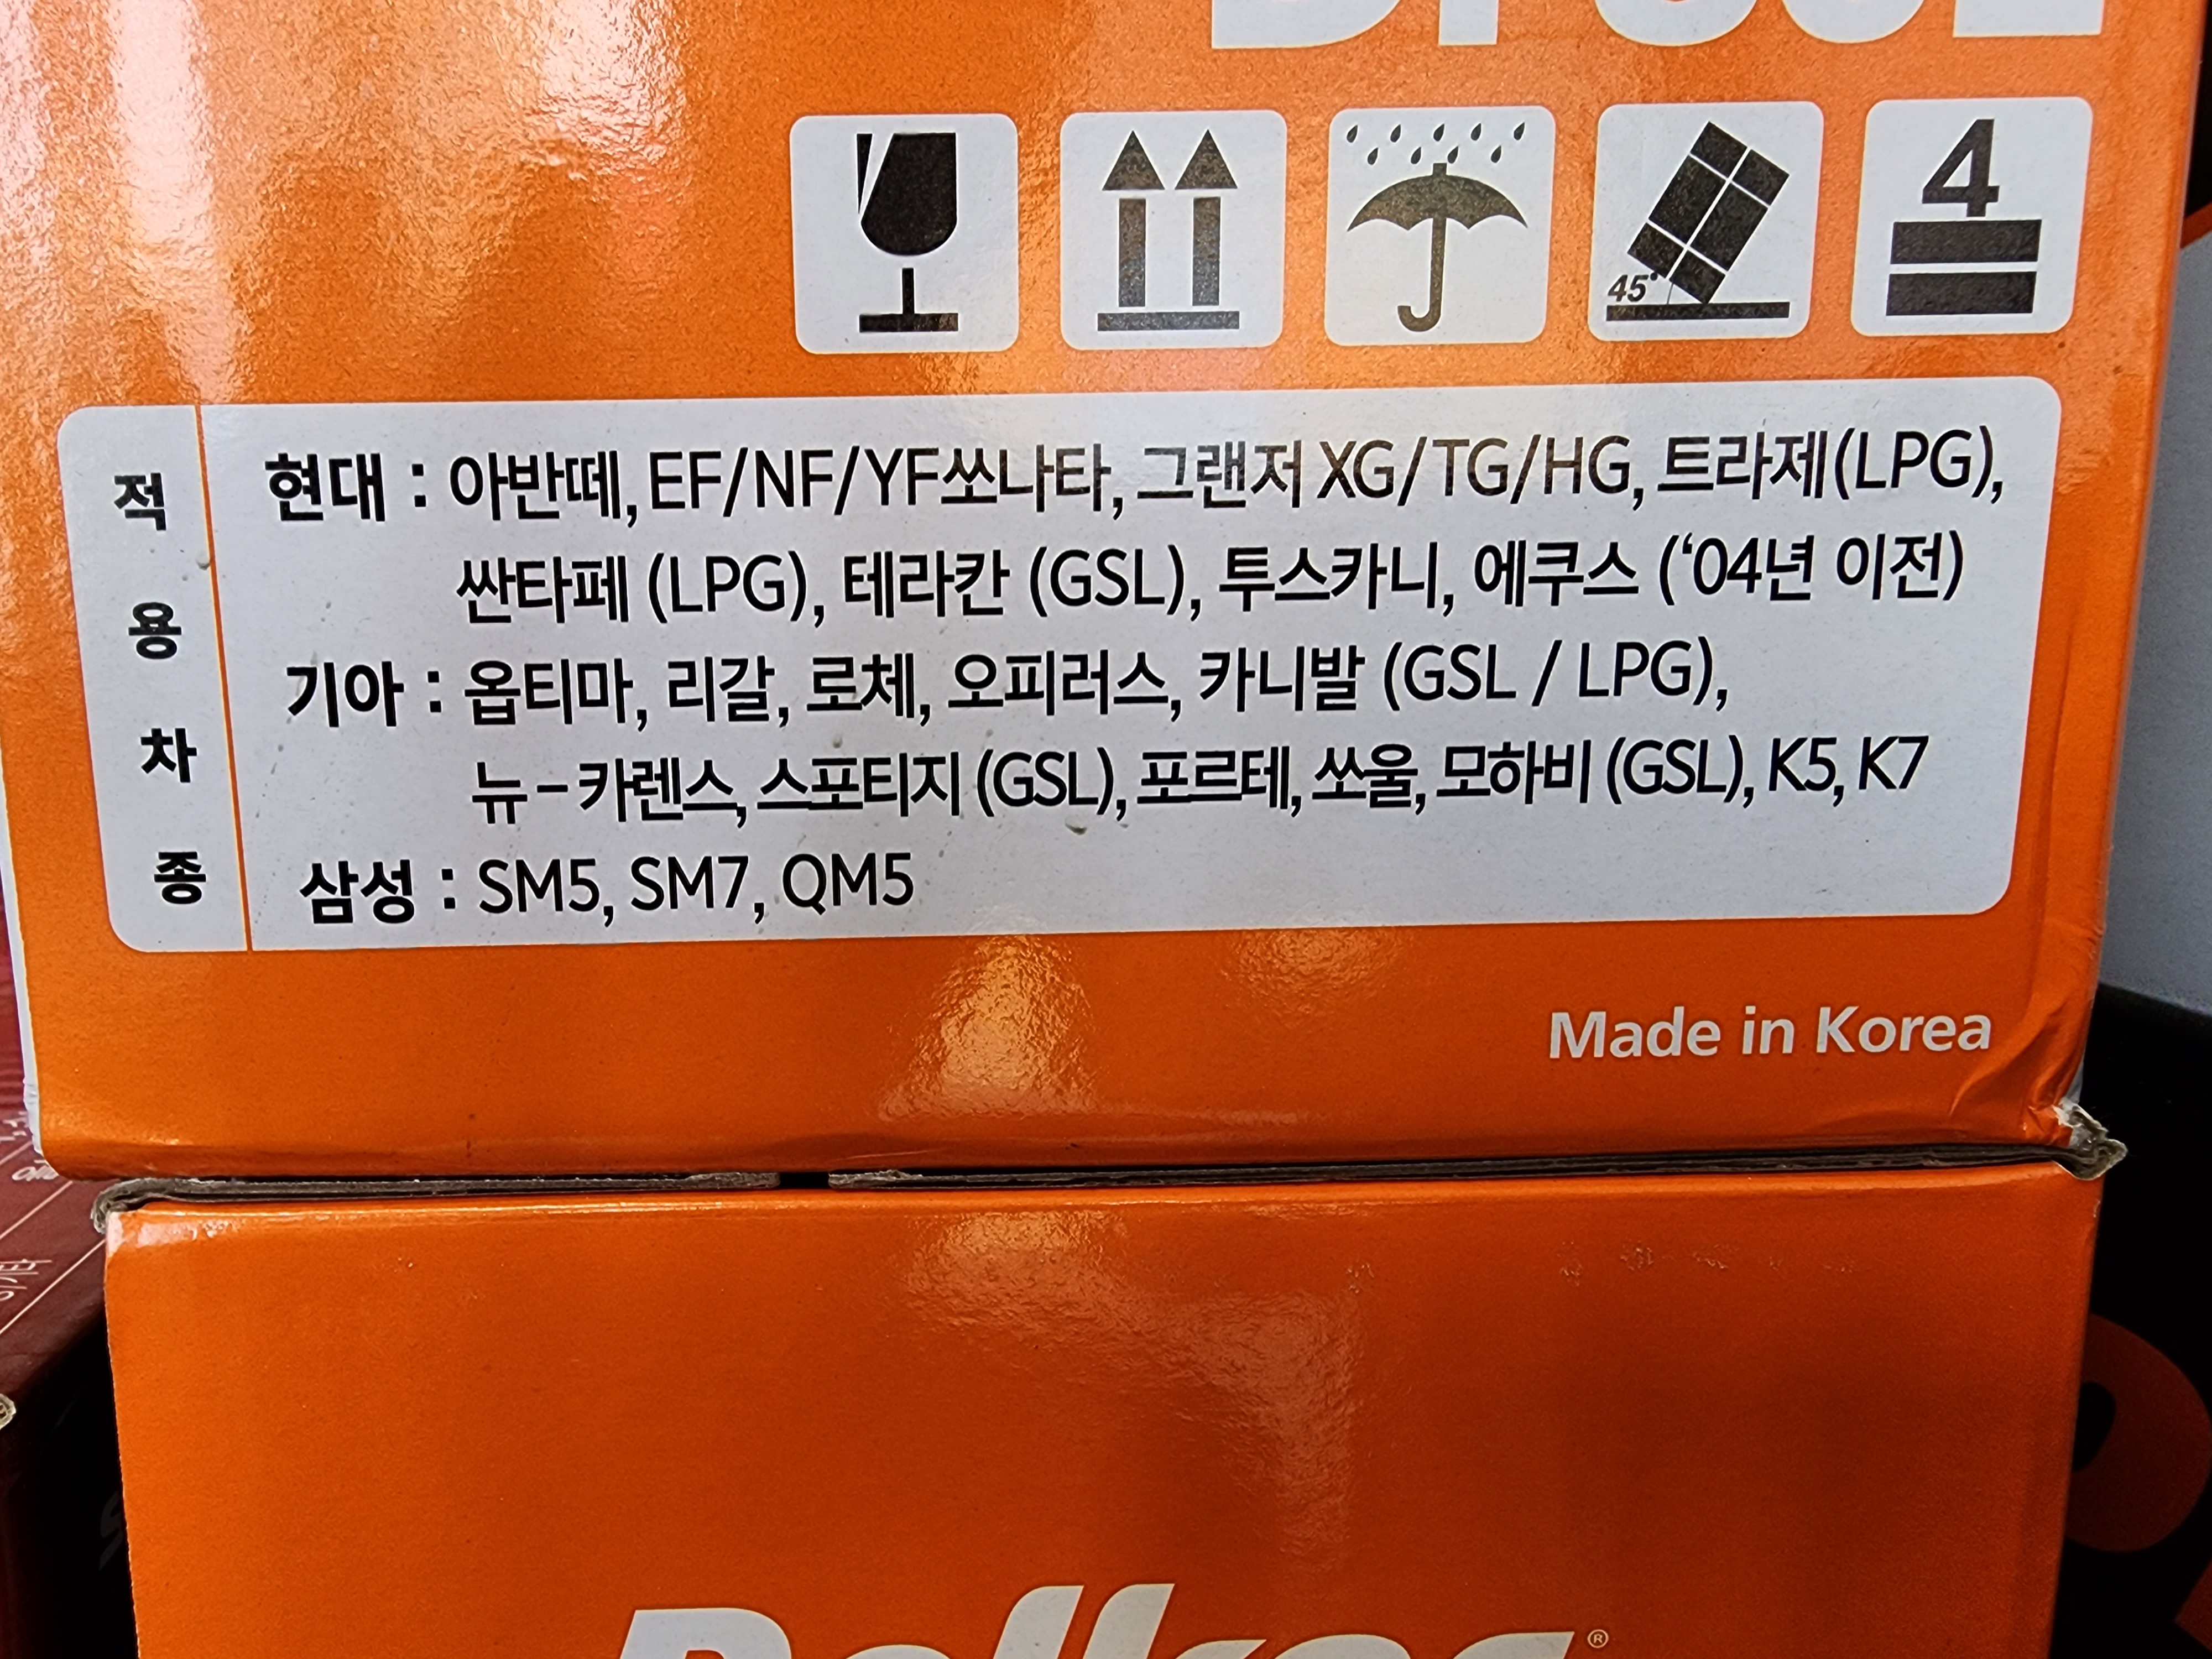 45°
4
적용차종
현대 : 아반떼, EF/NF/YF쏘나타, 그랜저 XG/TG/HG, 트라제(LPG),
싼타페 (LPG), 테라칸 (GSL), 투스카니, 에쿠스 (‘04년 이전)
기아 : 옵티마, 리갈, 로체, 오피러스, 카니발 (GSL / LPG),
뉴-카렌스, 스포티지 (GSL), 포르테, 쏘울, 모하비 (GSL), K5, K7
삼성 : SM5, SM7, QM5
Made in Korea